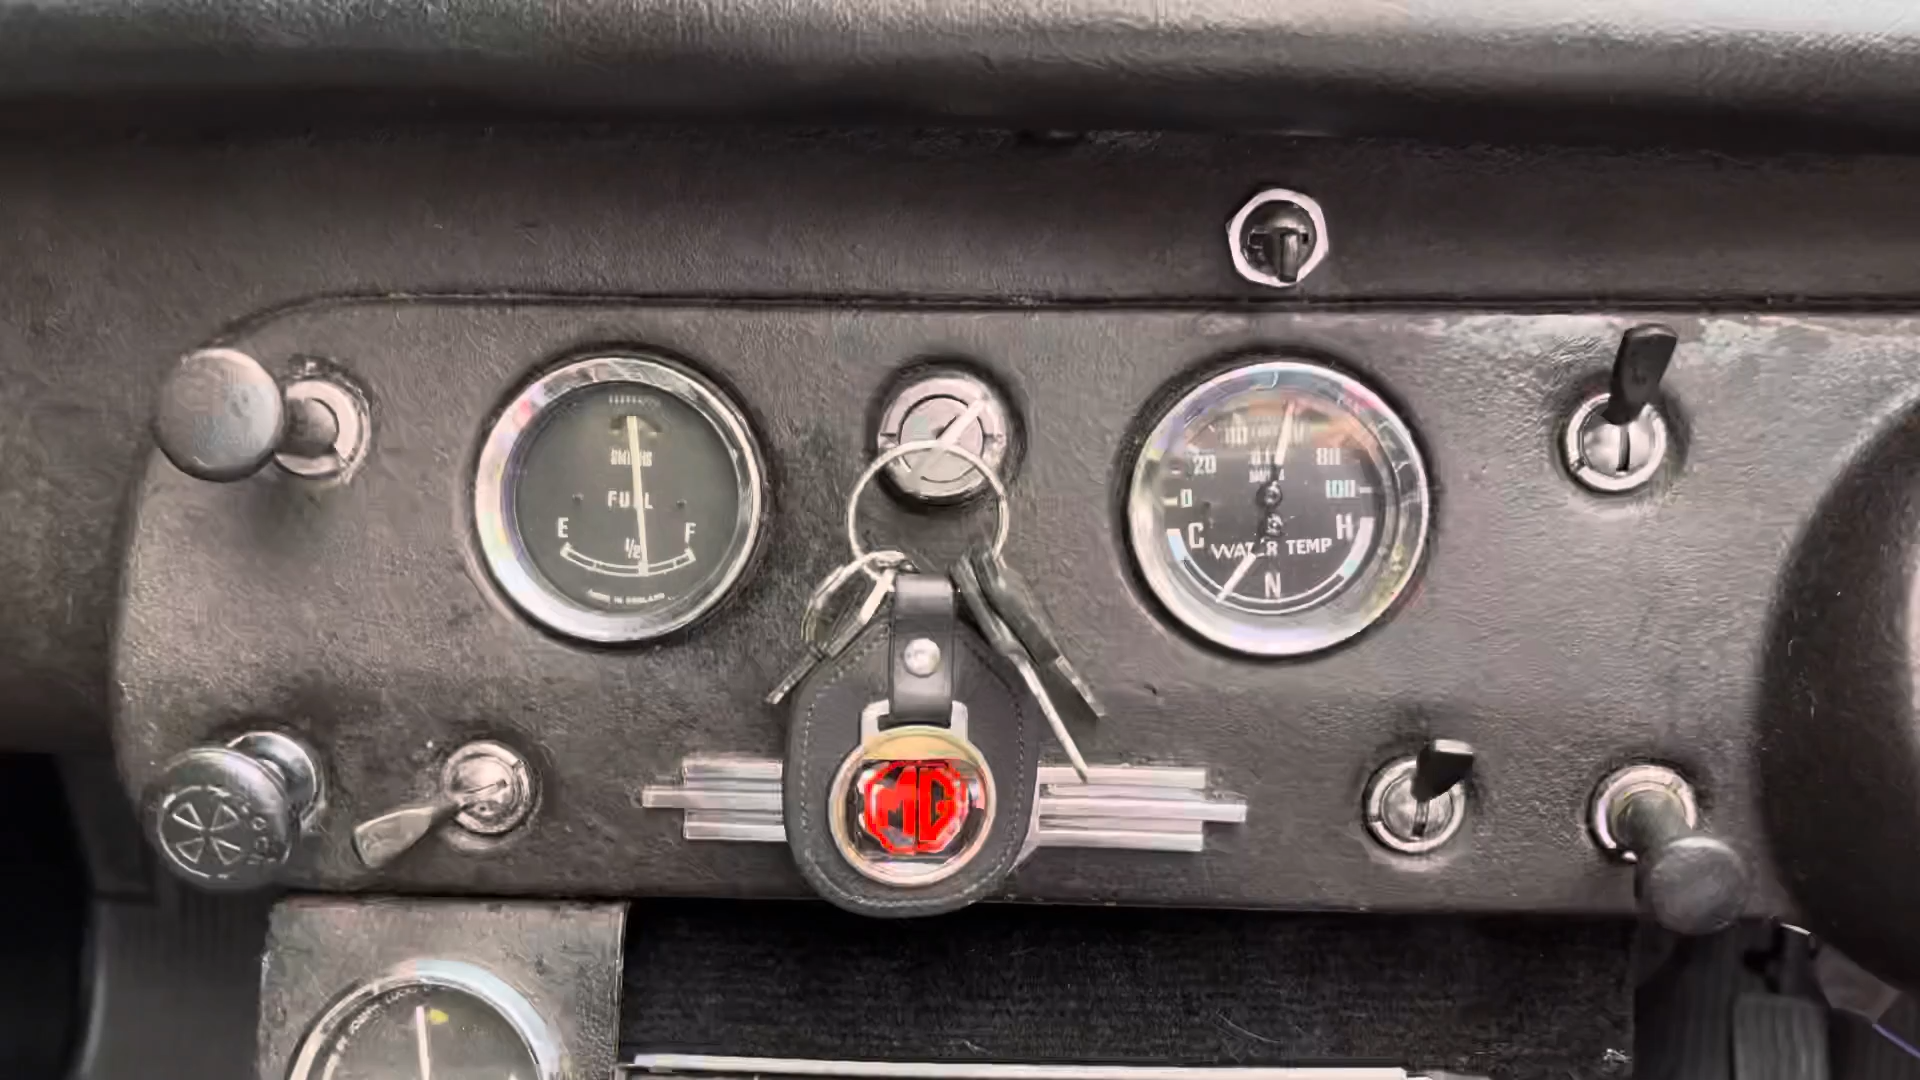 SMITHS
FUEL
E
F
1/2
MADE IN ENGLAND
20
80
0
100
C
H
WATER TEMP
N
MG